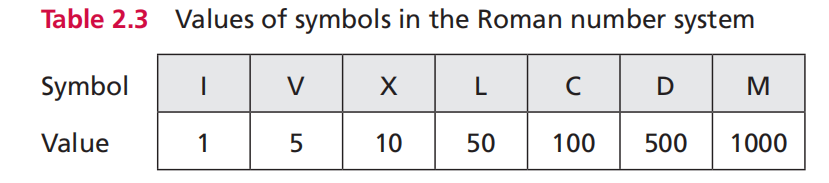 Table 2.3 Values of symbols in the Roman number system
Symbol I V X L C D M
Value 1 5 10 50 100 500 1000